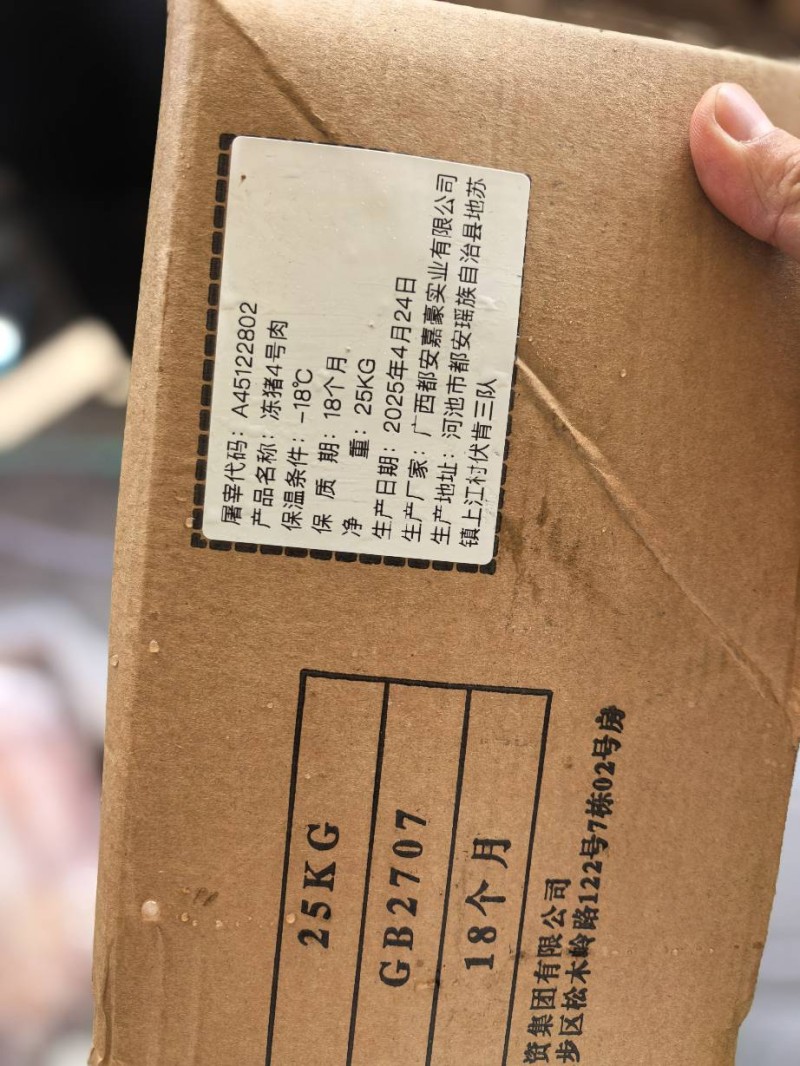 屠宰代码：A45122802
产品名称：冻猪4号肉
保温条件：-18℃
保 质 期：18个月
净 重：25KG
生产日期：2025年4月24日
生产厂家：广西都安嘉豪实业有限公司
生产地址：河池市都安瑶族自治县地苏
镇上江村伏肯三队
25KG
GB2707
18个月
资集团有限公司
步区松木岭路122号7栋02号房